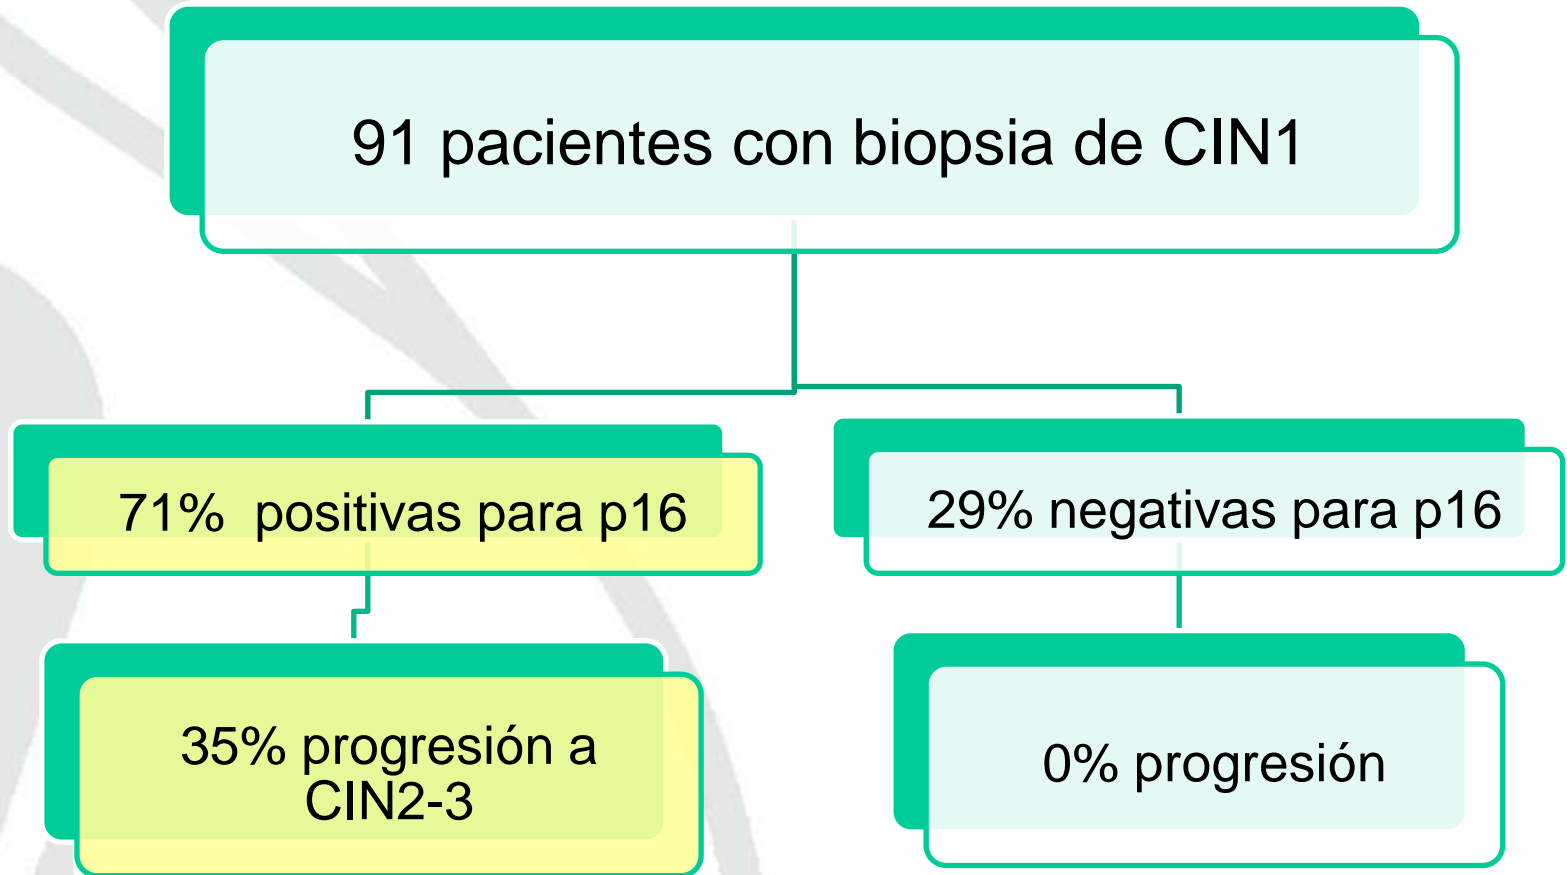 91 pacientes con biopsia de CIN1
71% positivas para p16
29% negativas para p16
35% progresión a
CIN2-3
0% progresión